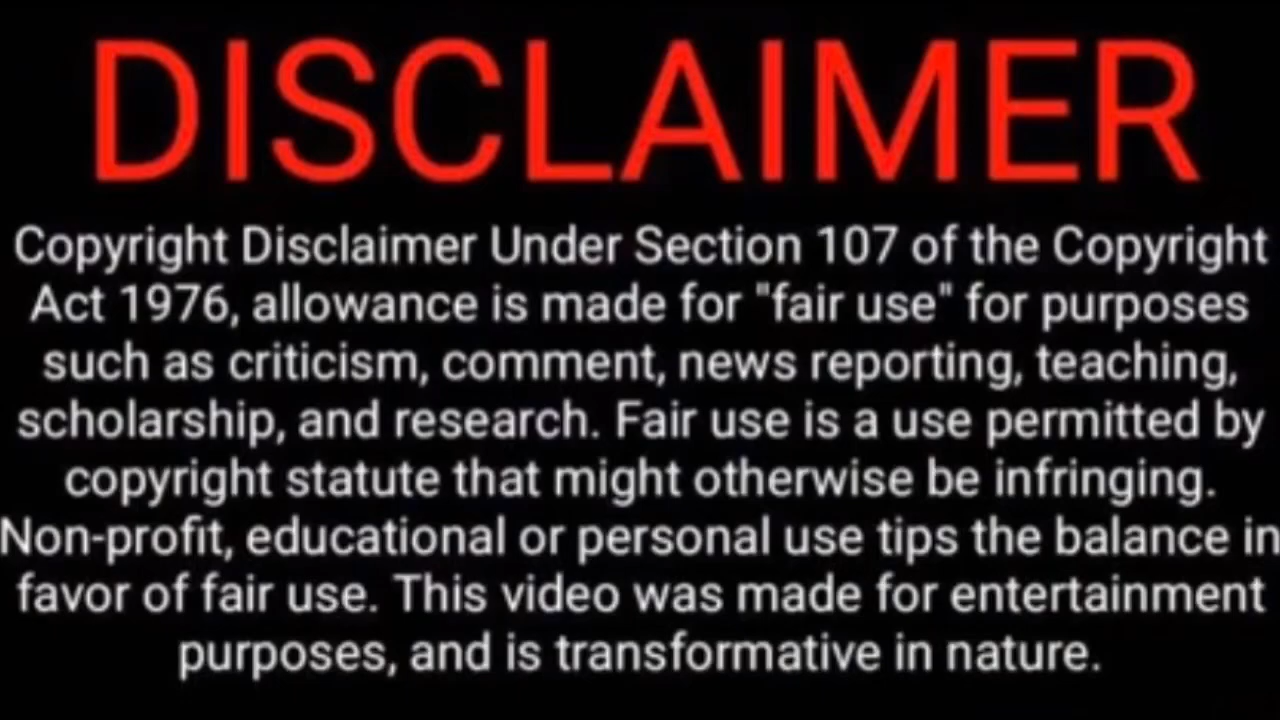 DISCLAIMER
Copyright Disclaimer Under Section 107 of the Copyright
Act 1976, allowance is made for "fair use" for purposes
such as criticism, comment, news reporting, teaching,
scholarship, and research. Fair use is a use permitted by
copyright statute that might otherwise be infringing.
Non-profit, educational or personal use tips the balance in
favor of fair use. This video was made for entertainment
purposes, and is transformative in nature.